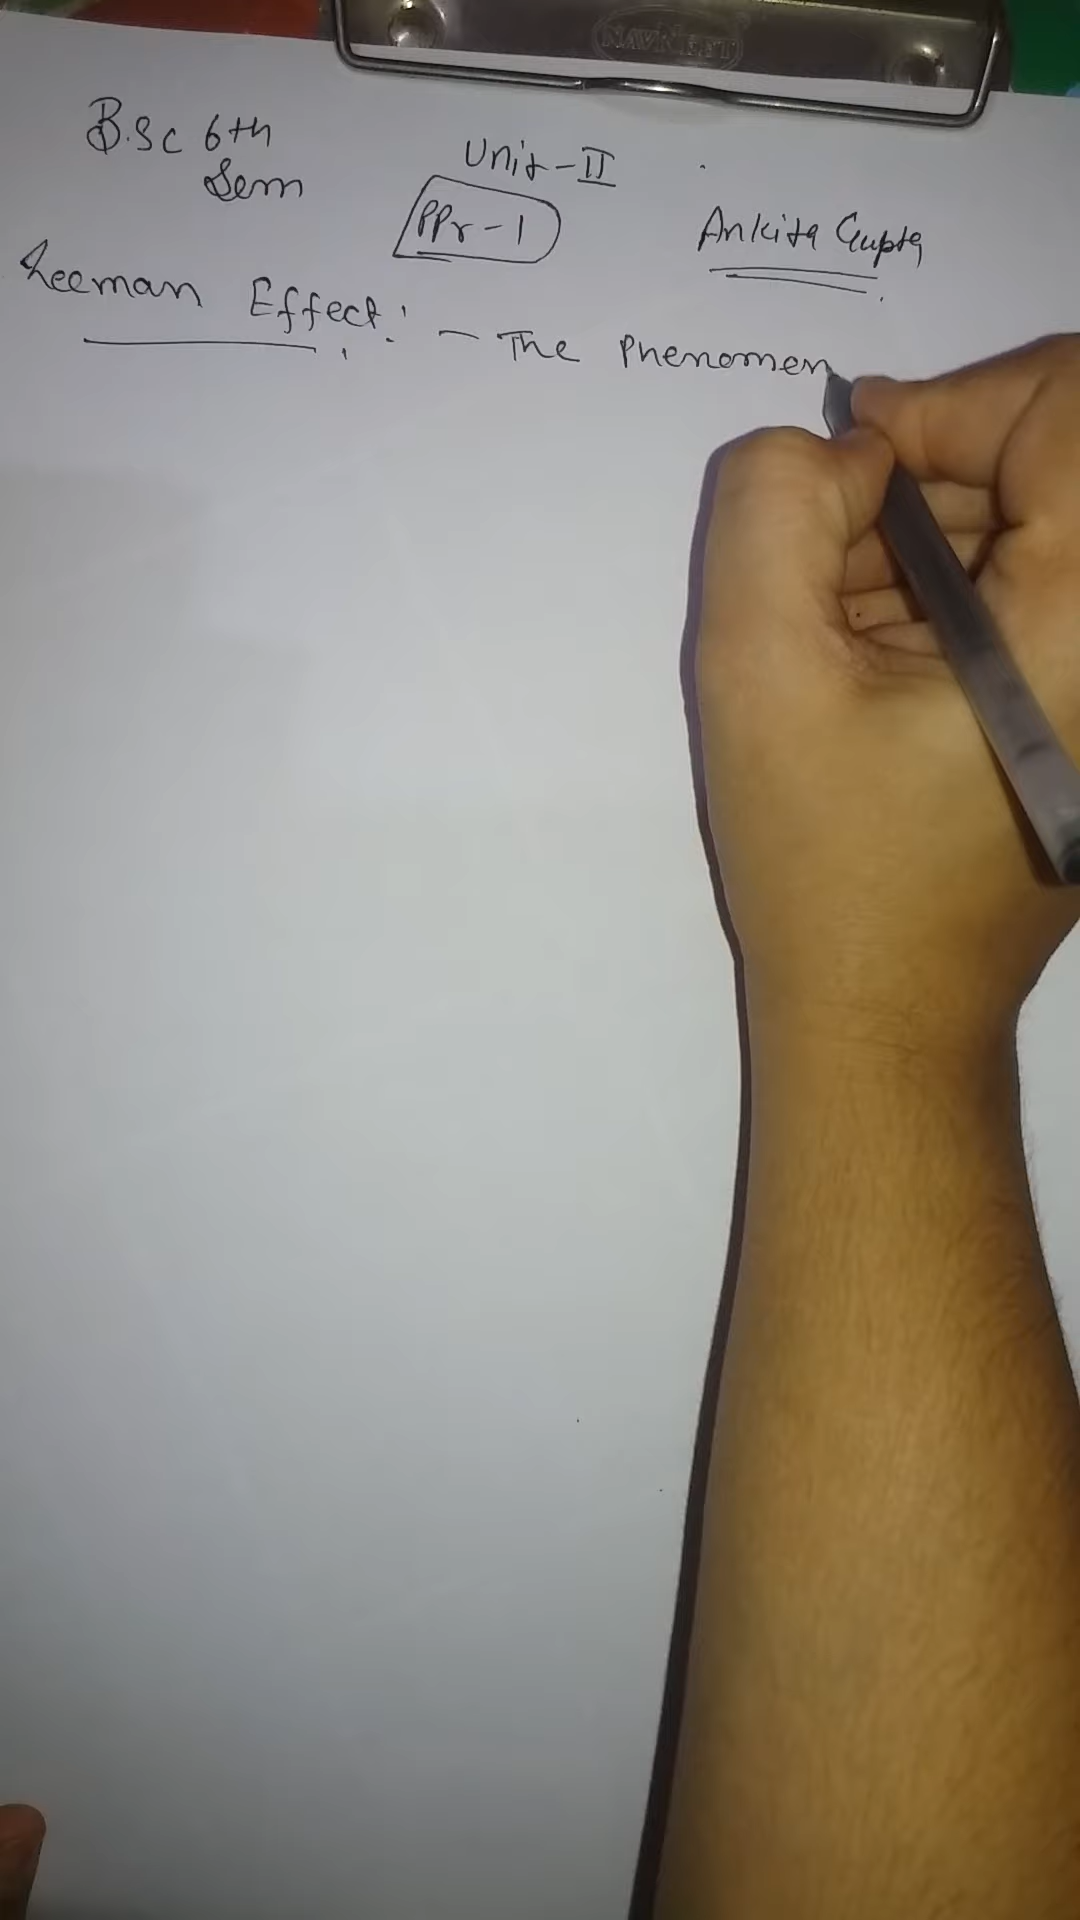 NAVNEET
B.Sc 6th
Sem
Unit-II
PPr-1
Ankita Gupta
Zeeman Effect:- The Phenomen